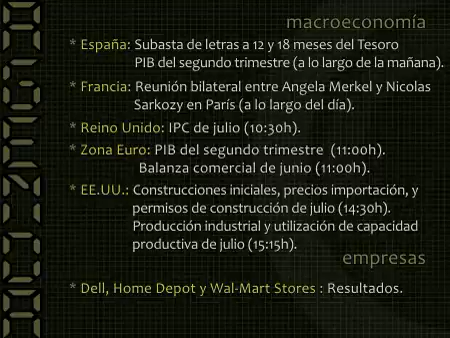 macroeconomía
* España: Subasta de letras a 12 y 18 meses del Tesoro
PIB del segundo trimestre (a lo largo de la mañana).
* Francia: Reunión bilateral entre Angela Merkel y Nicolas
Sarkozy en París (a lo largo del día).
* Reino Unido: IPC de julio (10:30h).
* Zona Euro: PIB del segundo trimestre (11:00h).
Balanza comercial de junio (11:00h).
* EE.UU.: Construcciones iniciales, precios importación, y
permisos de construcción de julio (14:30h).
Producción industrial y utilización de capacidad
productiva de julio (15:15h).
empresas
* Dell, Home Depot y Wal-Mart Stores : Resultados.